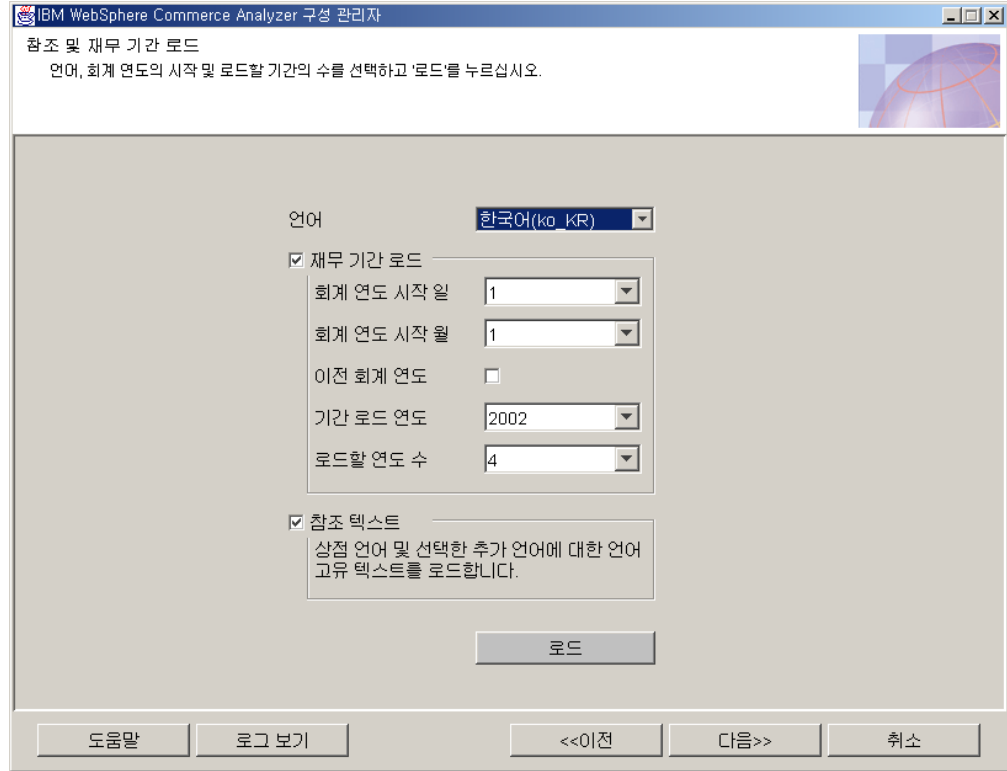 IBM WebSphere Commerce Analyzer 구성 관리자
참조 및 재무 기간 로드
언어, 회계 연도의 시작 및 로드할 기간의 수를 선택하고 '로드'를 누르십시오.
언어 한국어(ko_KR)
재무 기간 로드
회계 연도 시작 일 1
회계 연도 시작 월 1
이전 회계 연도
기간 로드 연도 2002
로드할 연도 수 4
참조 텍스트
상점 언어 및 선택한 추가 언어에 대한 언어
고유 텍스트를 로드합니다.
로드
도움말 로그 보기 <<이전 다음>> 취소